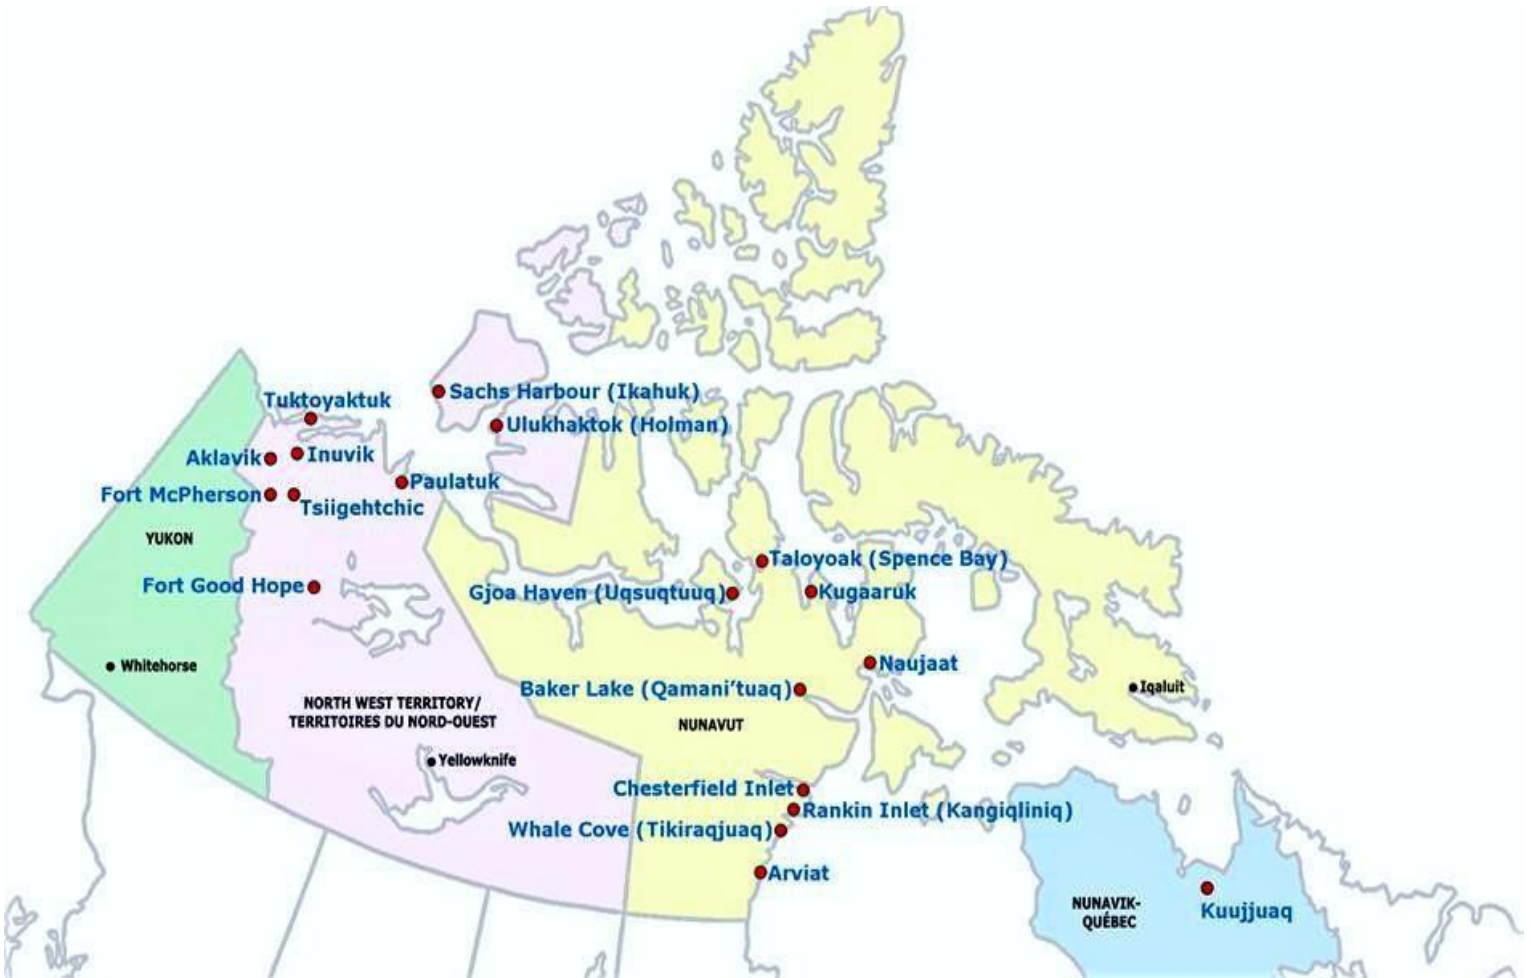 Tuktoyaktuk
Sachs Harbour (Ikahuk)
Ulukhaktok (Holman)
Aklavik
Inuvik
Paulatuk
Fort McPherson
Tsiigehtchic
YUKON
Taloyoak (Spence Bay)
Fort Good Hope
Gjoa Haven (Uqsuqtuuq)
Kugaaruk
Whitehorse
Naujaat
Baker Lake (Qamani'tuaq)
Iqaluit
NORTH WEST TERRITORY/
TERRITOIRES DU NORD-OUEST
NUNAVUT
Yellowknife
Chesterfield Inlet
Rankin Inlet (Kangiqliniq)
Whale Cove (Tikiraqjuaq)
Arviat
NUNAVIK-
QUÉBEC
Kuujjuaq